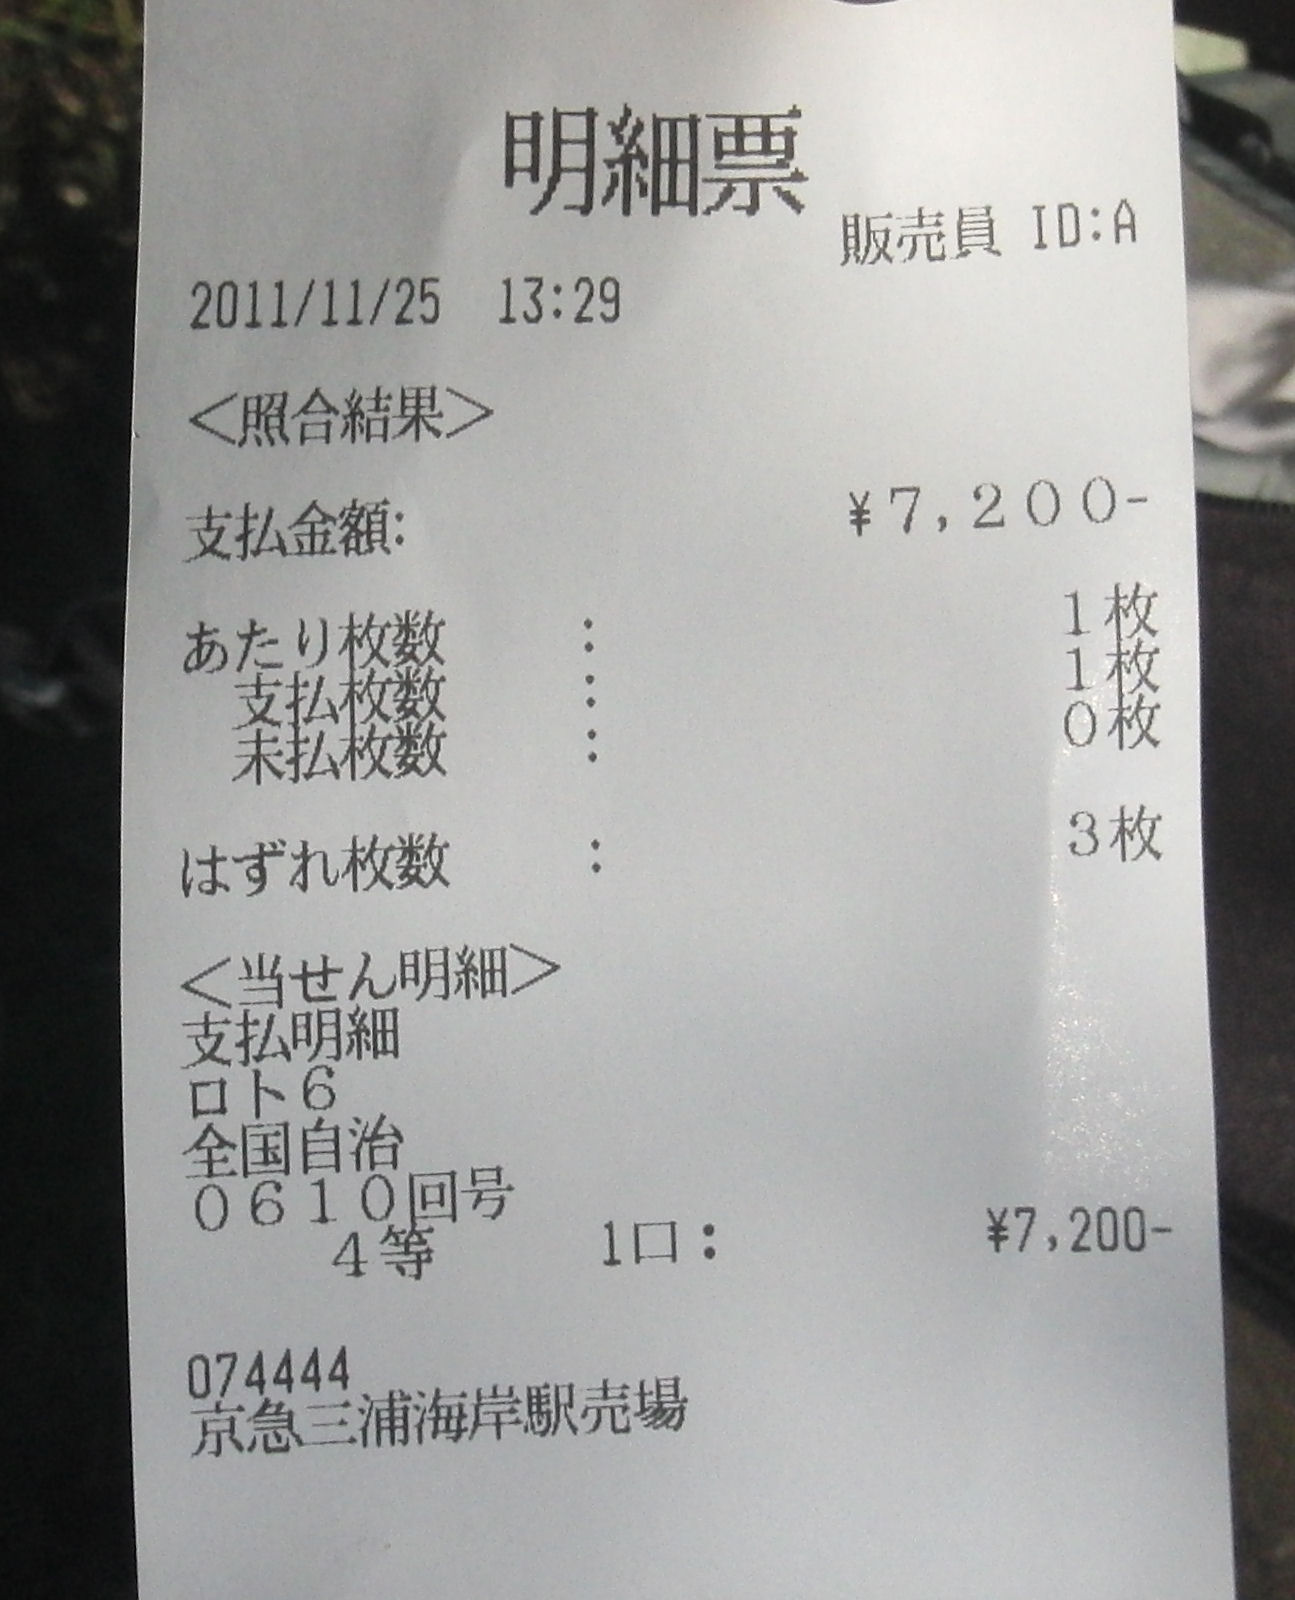 明細票
販売員 ID:A
2011/11/25 13:29
＜照合結果＞
支払金額: ¥7,200-
あたり枚数 : 1枚
支払枚数 : 1枚
未払枚数 : 0枚
はずれ枚数 : 3枚
＜当せん明細＞
支払明細
ロト6
全国自治
0610回号
4等 1口: ¥7,200-
074444
京急三浦海岸駅売場